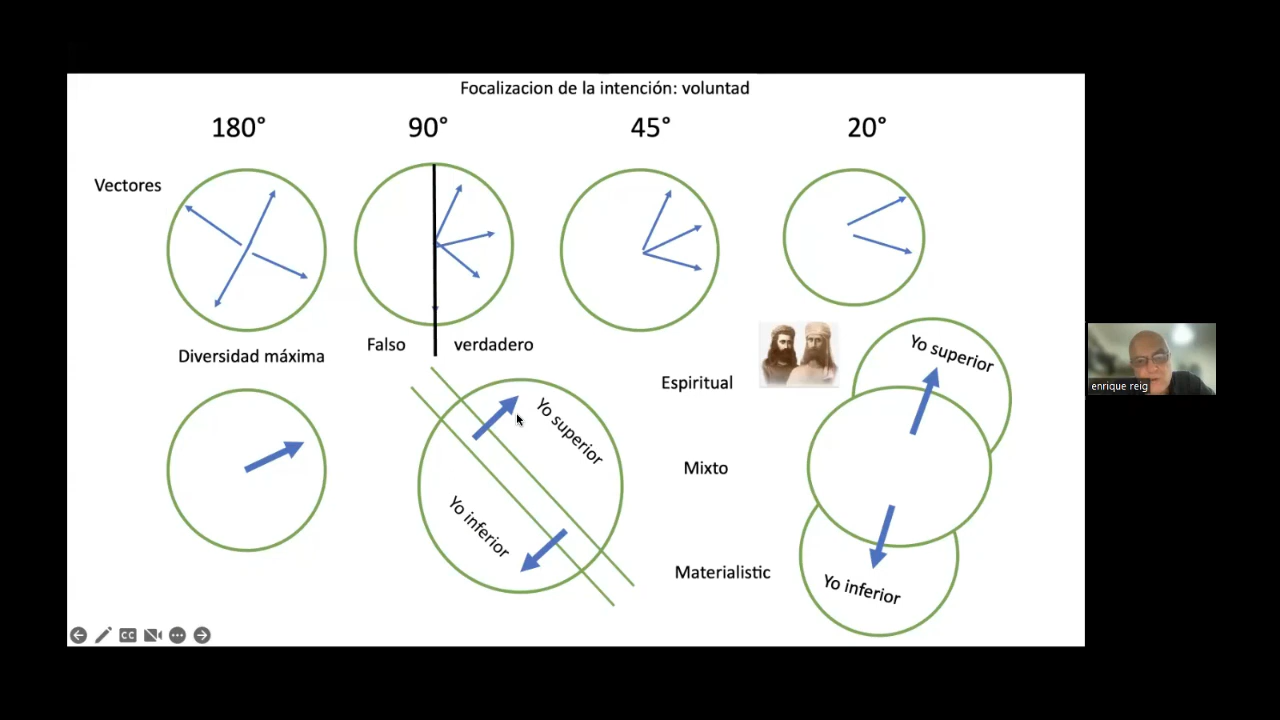 Focalizacion de la intención: voluntad
180°
90°
45°
20°
Vectores
Falso
verdadero
Diversidad máxima
Yo superior
Yo inferior
Espiritual
Mixto
Materialistic
Yo superior
Yo inferior
enrique reig
CC